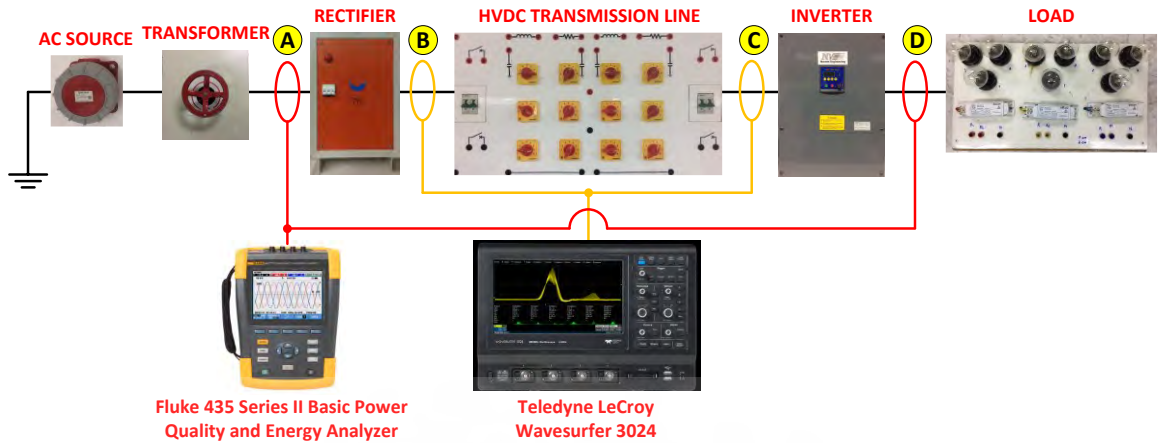 AC SOURCE
TRANSFORMER
A
RECTIFIER
B
HVDC TRANSMISSION LINE
C
INVERTER
D
LOAD
Fluke 435 Series II Basic Power
Quality and Energy Analyzer
Teledyne LeCroy
Wavesurfer 3024